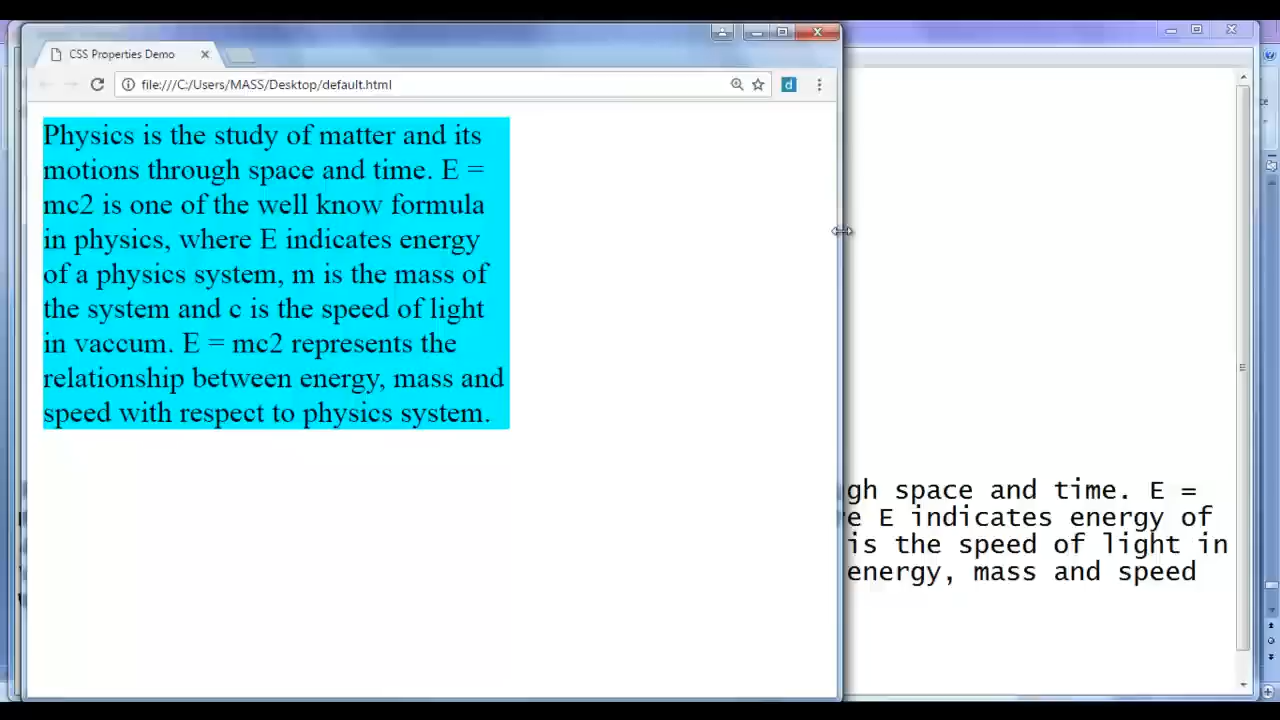 CSS Properties Demo
file:///C:/Users/MASS/Desktop/default.html
d
Physics is the study of matter and its
motions through space and time. E =
mc2 is one of the well know formula
in physics, where E indicates energy
of a physics system, m is the mass of
the system and c is the speed of light
in vaccum. E = mc2 represents the
relationship between energy, mass and
speed with respect to physics system.
gh space and time. E =
e E indicates energy of
is the speed of light in
energy, mass and speed